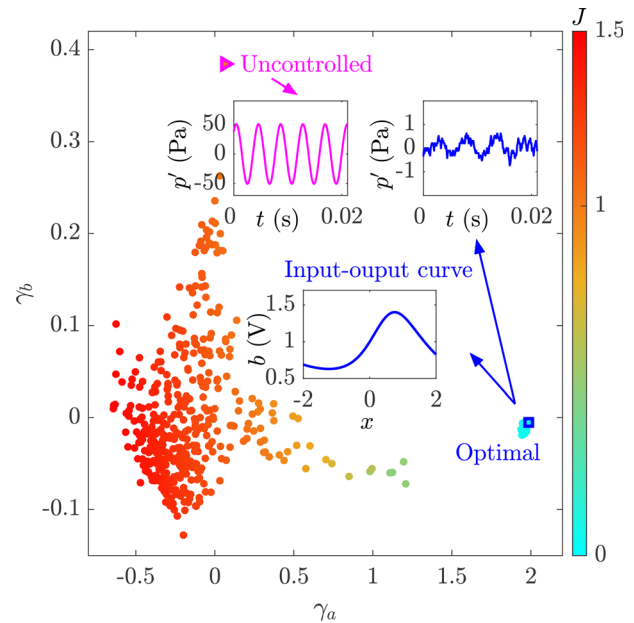 J
1.5
1
0
0.4
0.3
0.2
0.1
0
-0.1
γb
-0.5
0
0.5
1
1.5
2
γa
Uncontrolled
50
0
-50
p′ (Pa)
0
0.02
t (s)
1
0
-1
p′ (Pa)
0
0.02
t (s)
Input-ouput curve
1.5
1
0.5
b (V)
-2
0
2
x
Optimal